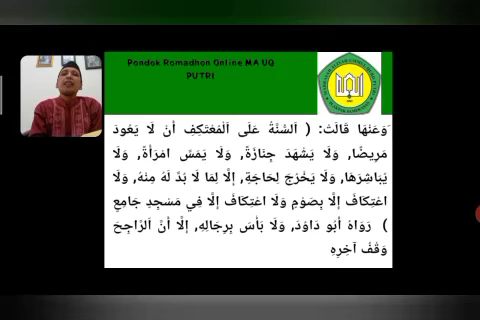 Pondok Romadhon Online MA UQ
PUTRI
وَعَنْهَا قَالَتْ: ( اَلسُّنَّةُ عَلَى اَلْمُعْتَكِفِ أَنْ لَا يَعُودَ
مَرِيضًا, وَلَا يَشْهَدَ جِنَازَةً, وَلَا يَمَسَّ امْرَأَةً, وَلَا
يُبَاشِرَهَا, وَلَا يَخْرُجَ لِحَاجَةٍ, إِلَّا لِمَا لَا بُدَّ لَهُ مِنْهُ, وَلَا
اعْتِكَافَ إِلَّا بِصَوْمٍ وَلَا اعْتِكَافَ إِلَّا فِي مَسْجِدٍ جَامِعٍ
) رَوَاهُ أَبُو دَاوُدَ, وَلَا بَأْسَ بِرِجَالِهِ, إِلَّا أَنَّ اَلرَّاجِحَ
وَقْفُ آخِرِهِ